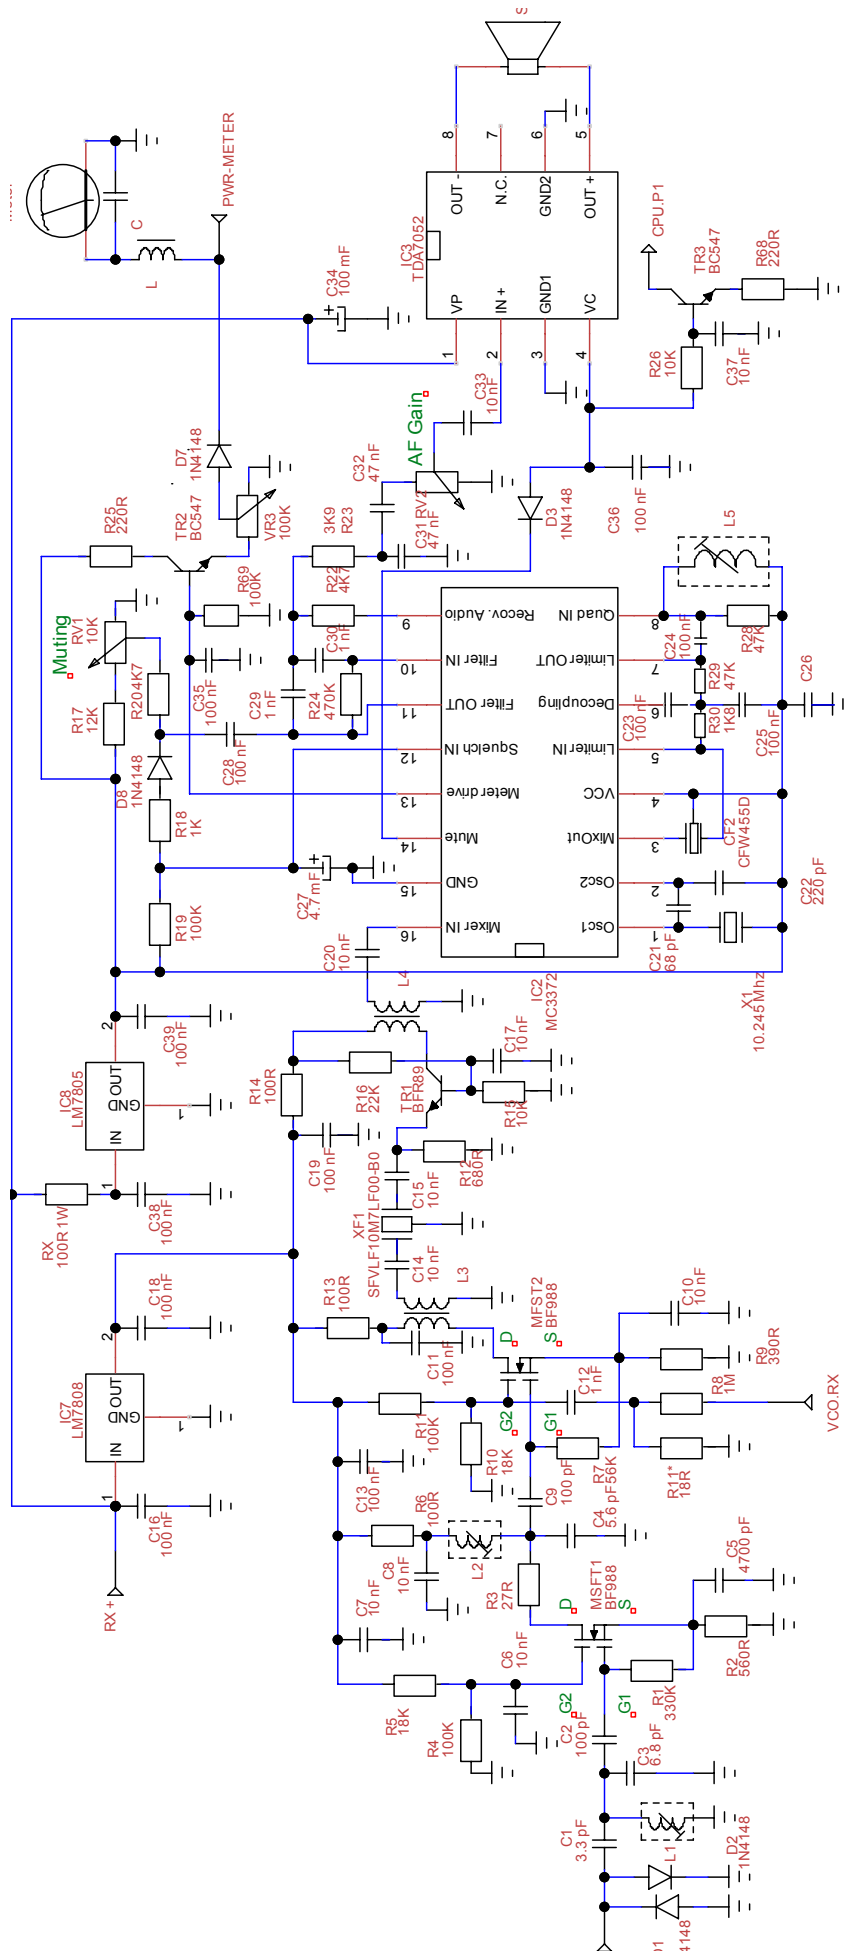 S
PWR-METER
C
L
C34
100 mF
OUT -
N.C.
GND2
OUT +
8
7
6
5
IC3
TDA7052
VP
IN +
GND1
VC
1
2
3
4
CPU.P1
TR3
BC547
R68
220R
R26
10K
C37
10 nF
C33
10 nF
AF Gain
C32
47 nF
C31
47 nF
RV2
D3
1N4148
C36
100 nF
L5
D7
1N4148
R25
220R
TR2
BC547
VR3
100K
3K9
R23
R22
4K7
R69
100K
C30
1 nF
Muting
RV1
10K
R20
4K7
R17
12K
C35
100 nF
C29
1 nF
R24
470K
C28
100 nF
D8
1N4148
R18
1K
C27
4.7 mF
R19
100K
9
10
11
12
13
14
15
16
Recov. Audio
Filter IN
Filter OUT
Squelch IN
Meter drive
Mute
GND
Mixer IN
Quad IN
Limiter OUT
Decoupling
Limiter IN
VCC
MixOut
Osc2
Osc1
8
7
6
5
4
3
2
1
C24
100 nF
R28
47K
R29
47K
C23
100 nF
R30
1K8
C25
100 nF
C26
CF2
CFW455D
C22
220 pF
C21
68 pF
X1
10.245 Mhz
IC2
MC3372
C20
10 nF
L4
C17
10 nF
R14
100R
R16
22K
TR1
BFR89
R15
10K
C39
100 nF
2
IC8
LM7805
OUT
GND
IN
1
1
C38
100 nF
RX
100R 1W
C19
100 nF
R12
680R
C15
10 nF
XF1
SFVLF10M7LF00-B0
C14
10 nF
L3
C18
100 nF
R13
100R
C11
100 nF
MFST2
BF988
D
S
G2
G1
C10
10 nF
R9
390R
R8
1M
C12
1 nF
VCO.RX
2
IC7
LM7808
OUT
GND
IN
1
1
C16
100 nF
RX +
R11
100K
R10
18K
R7
56K
R11*
18R
C13
100 nF
R6
100R
C9
100 pF
C4
5.6 pF
C8
10 nF
L2
R3
27R
C7
10 nF
MSFT1
BF988
D
S
G2
G1
C5
4700 pF
R2
560R
C6
10 nF
R1
330K
R5
18K
R4
100K
C2
100 pF
C3
6.8 pF
C1
3.3 pF
L1
D2
1N4148